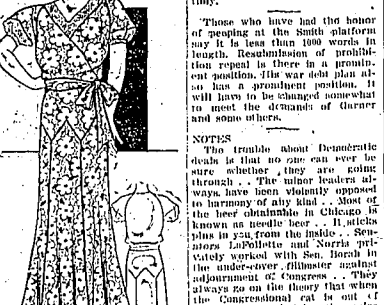 tiny.
Those who have had the honor
of peeping at the Smith platform
say it is less than 1000 words in
length. Resubmission of prohibi-
tion repeal is there in a promin-
ent position. His war debt plan al-
so has a prominent position. It
will have to be changed somewhat
to meet the demands of Garner
and some others.
NOTES
The trouble about Democratic
deals is that no one can ever be
sure whether they are going
through . . The minor leaders al-
ways have been violently opposed
to harmony of any kind . . Most of
the beer obtainable in Chicago is
known as needle beer . . It sticks
pins in you from the inside . . Sen-
ators LaFollette and Norris pri-
vately worked with Sen. Borah in
the under-cover filibuster against
adjournment of Congress . . They
always go on the theory that when
the Congressional cat is out